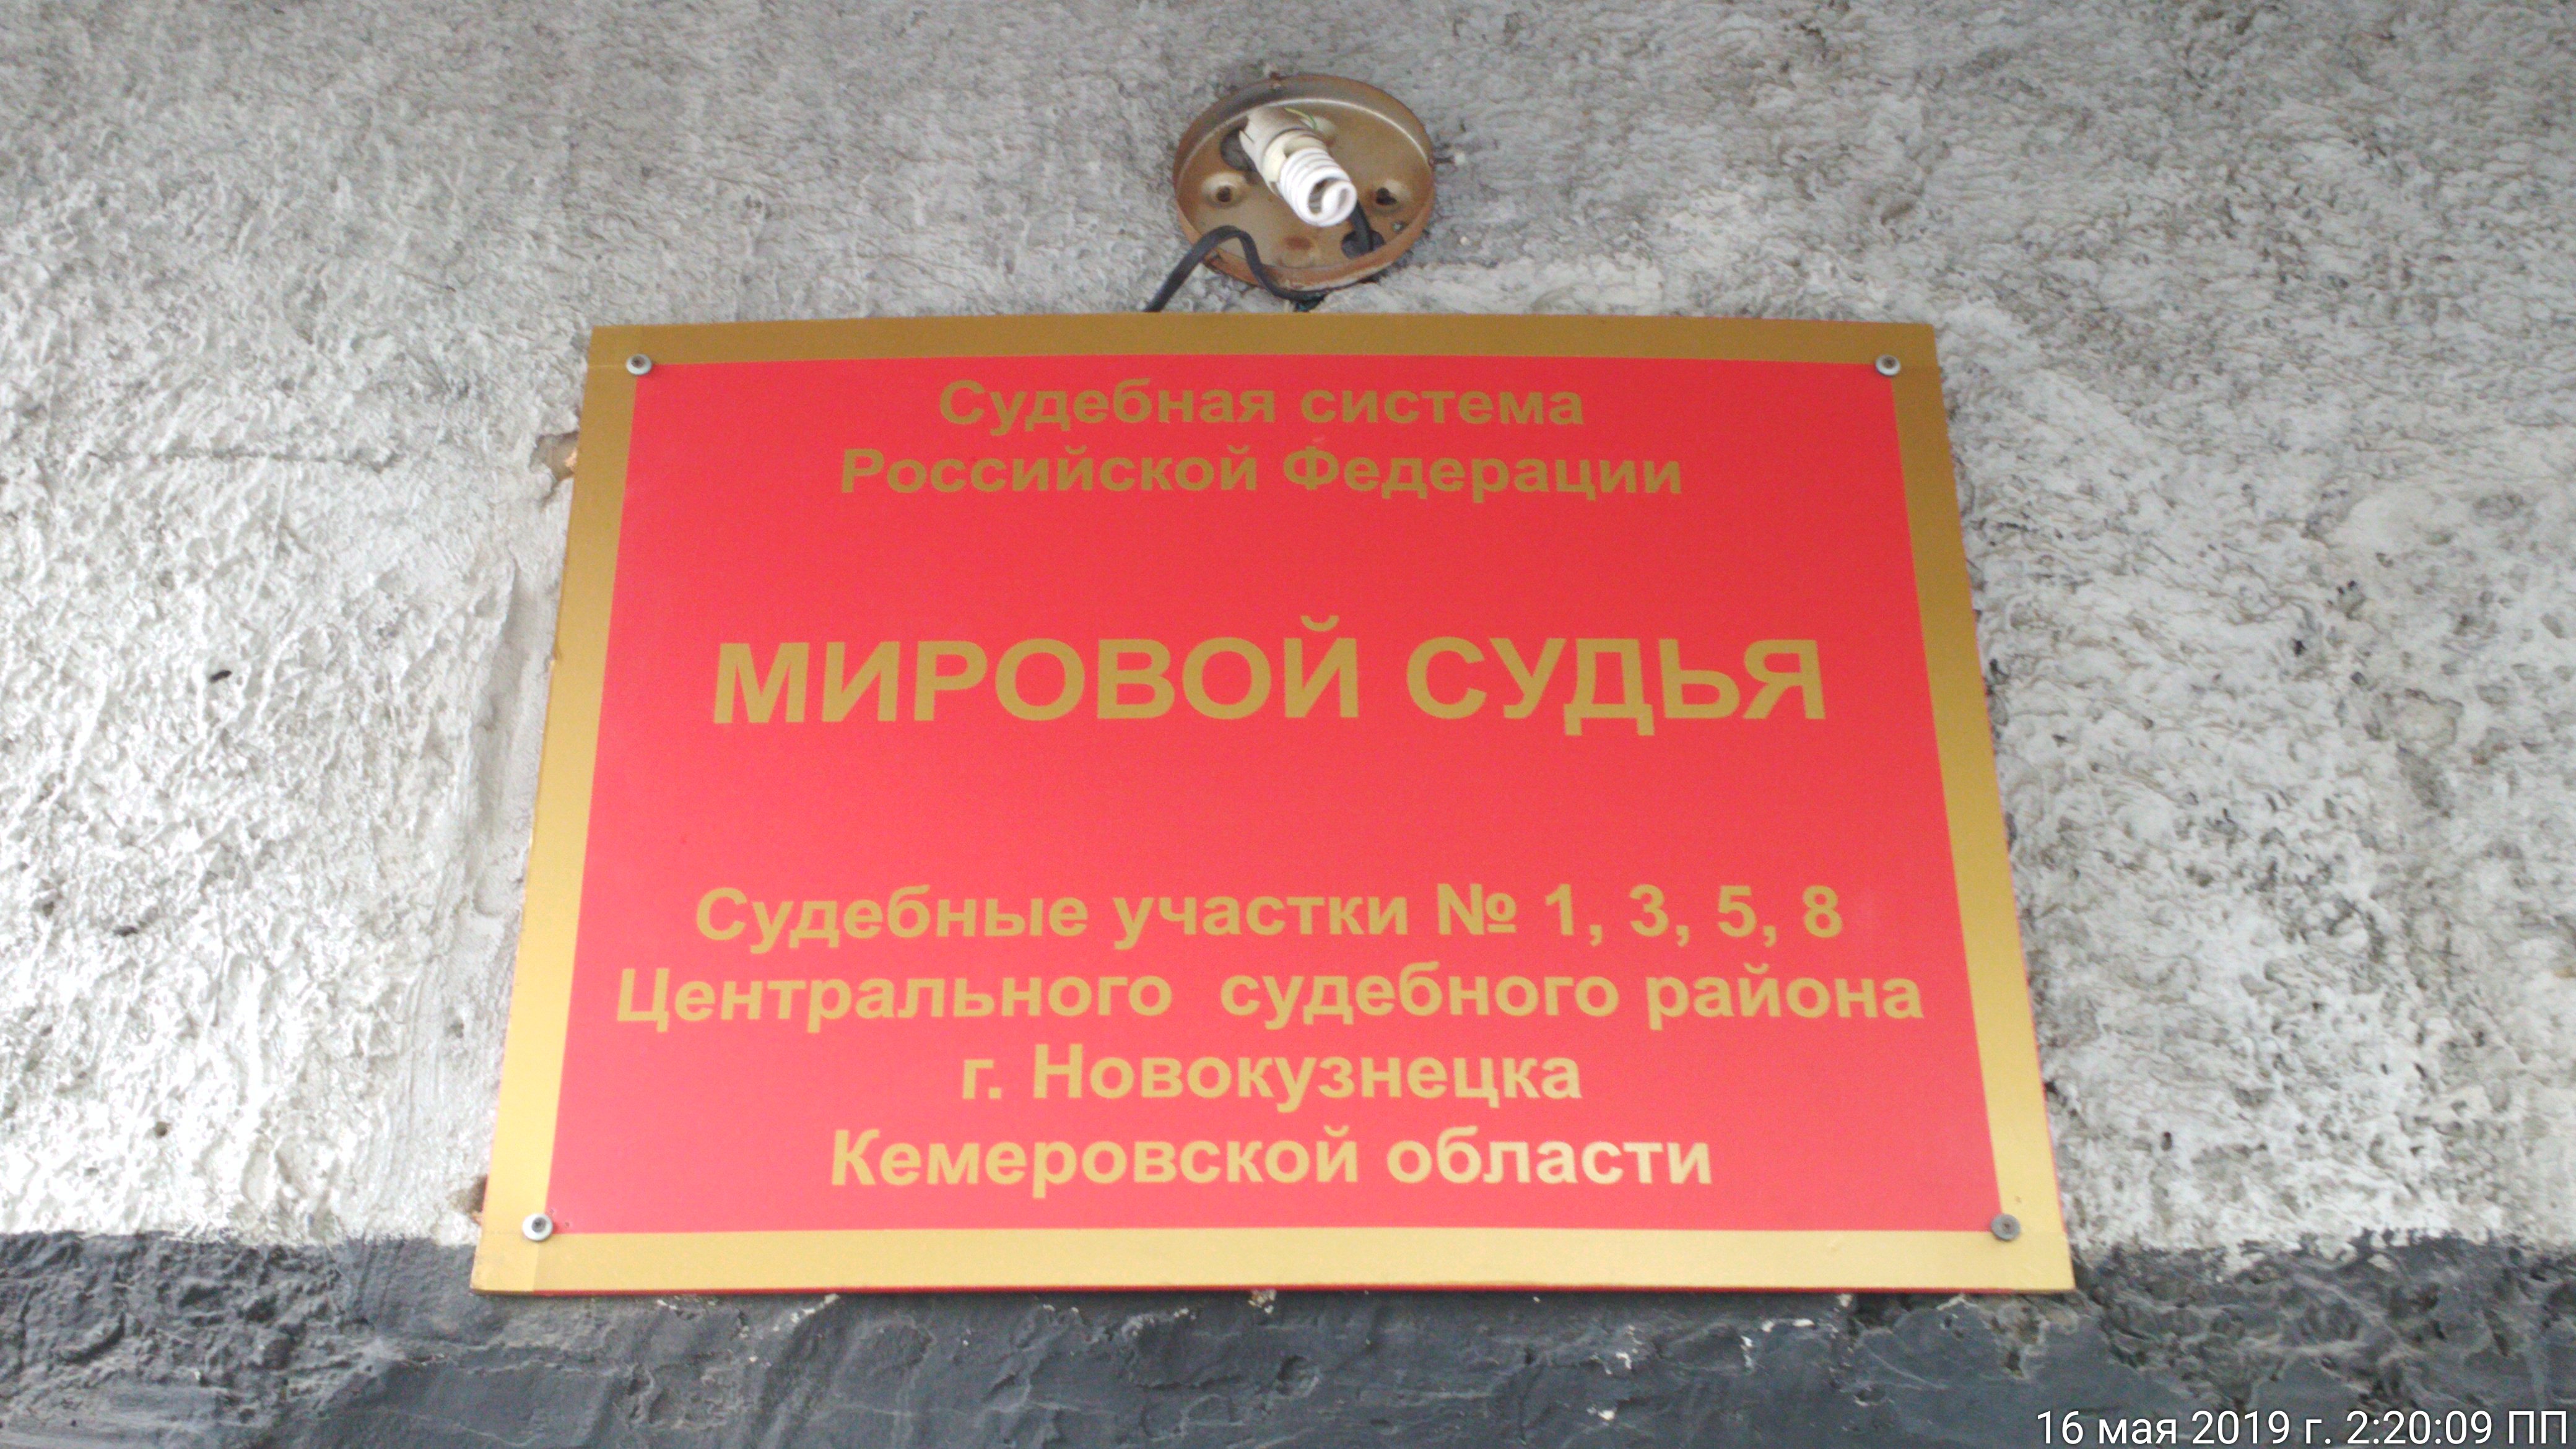 Судебная система
Российской Федерации
МИРОВОЙ СУДЬЯ
Судебные участки № 1, 3, 5, 8
Центрального судебного района
г. Новокузнецка
Кемеровской области
16 мая 2019 г. 2:20:09 ПП